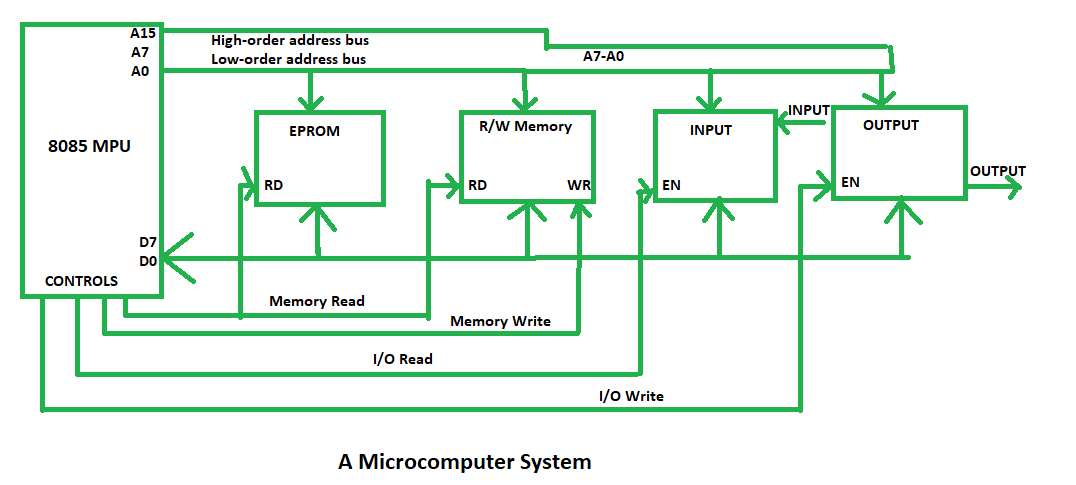 A15
A7
A0
High-order address bus
Low-order address bus
A7-A0
8085 MPU
EPROM
RD
R/W Memory
RD
WR
INPUT
EN
INPUT
OUTPUT
EN
OUTPUT
D7
D0
CONTROLS
Memory Read
Memory Write
I/O Read
I/O Write
A Microcomputer System